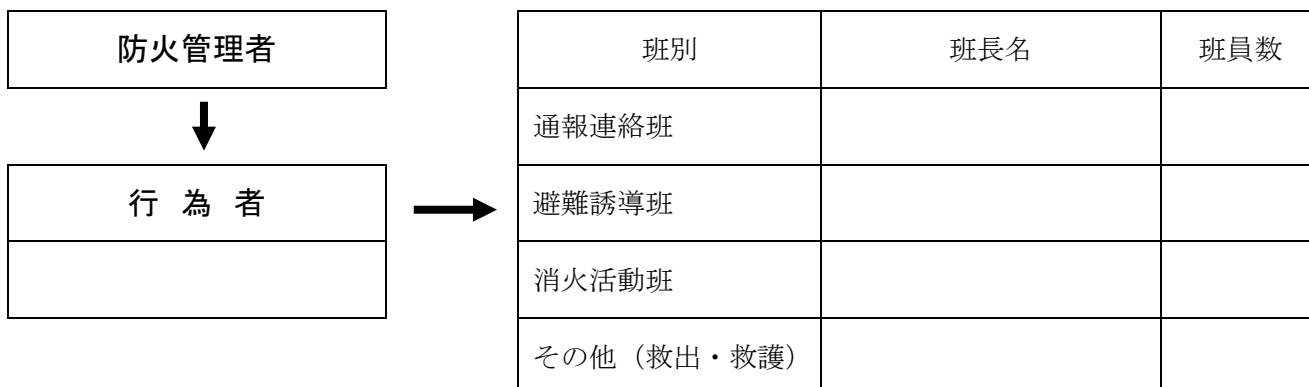 防火管理者
行 為 者
班別 班長名 班員数
通報連絡班
避難誘導班
消火活動班
その他（救出・救護）